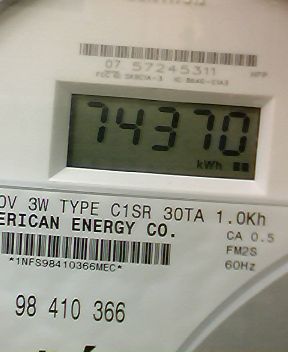 07 57245311
74370
kWh
0V 3W TYPE C1SR 30TA 1.0Kh
ERICAN ENERGY CO.
CA 0.5
FM2S
60Hz
*1NFS98410366MEC*
98 410 366